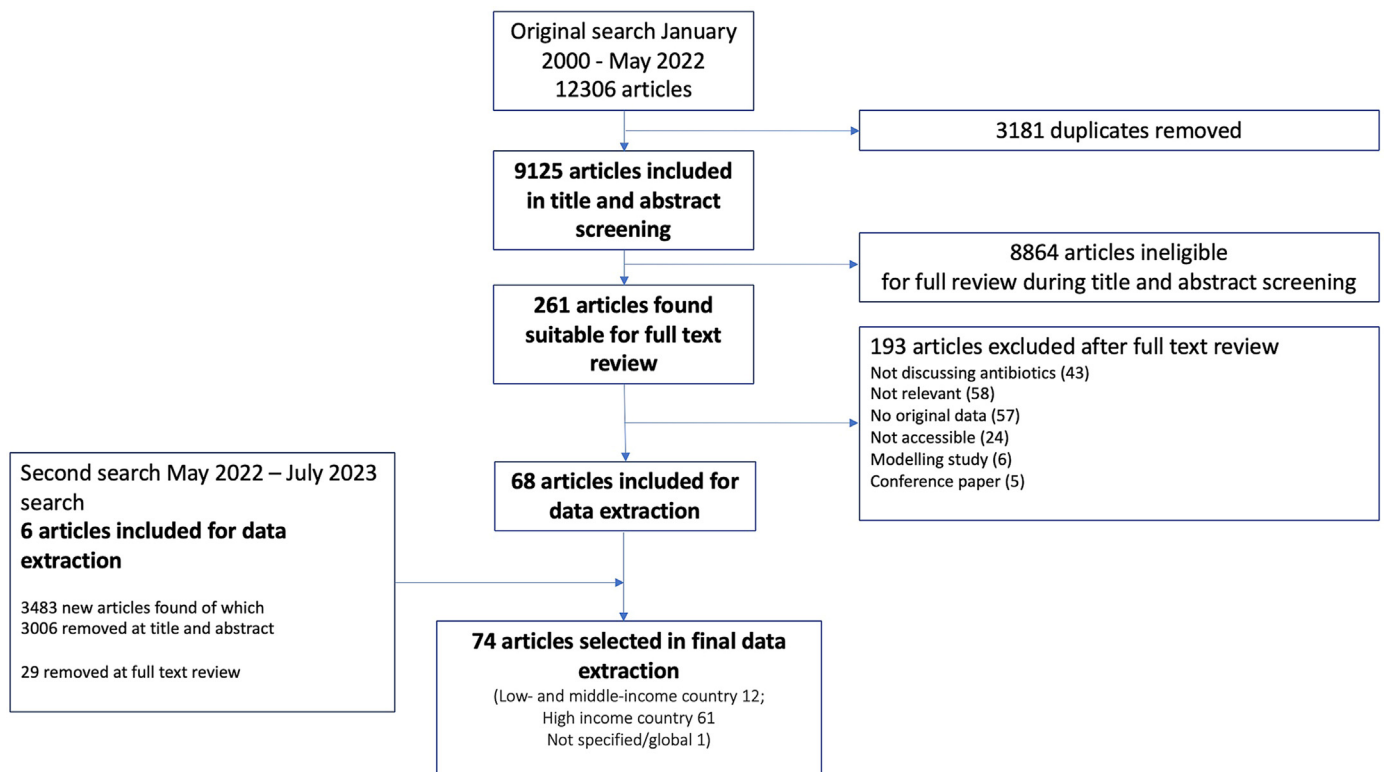 Original search January
2000 - May 2022
12306 articles
3181 duplicates removed
9125 articles included
in title and abstract
screening
8864 articles ineligible
for full review during title and abstract screening
261 articles found
suitable for full text
review
193 articles excluded after full text review
Not discussing antibiotics (43)
Not relevant (58)
No original data (57)
Not accessible (24)
Modelling study (6)
Conference paper (5)
68 articles included for
data extraction
Second search May 2022 – July 2023
search
6 articles included for data
extraction
3483 new articles found of which
3006 removed at title and abstract
29 removed at full text review
74 articles selected in final data
extraction
(Low- and middle-income country 12;
High income country 61
Not specified/global 1)